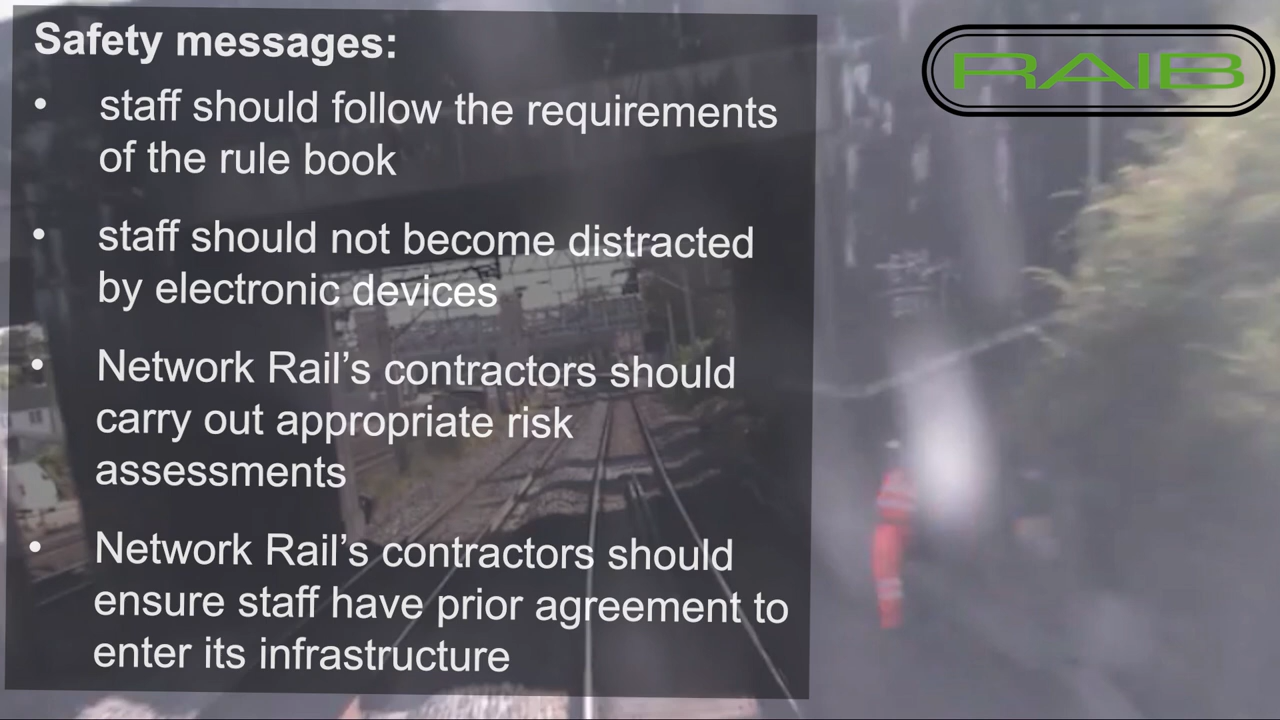 Safety messages:
• staff should follow the requirements
of the rule book
• staff should not become distracted
by electronic devices
• Network Rail’s contractors should
carry out appropriate risk
assessments
• Network Rail’s contractors should
ensure staff have prior agreement to
enter its infrastructure
RAIB